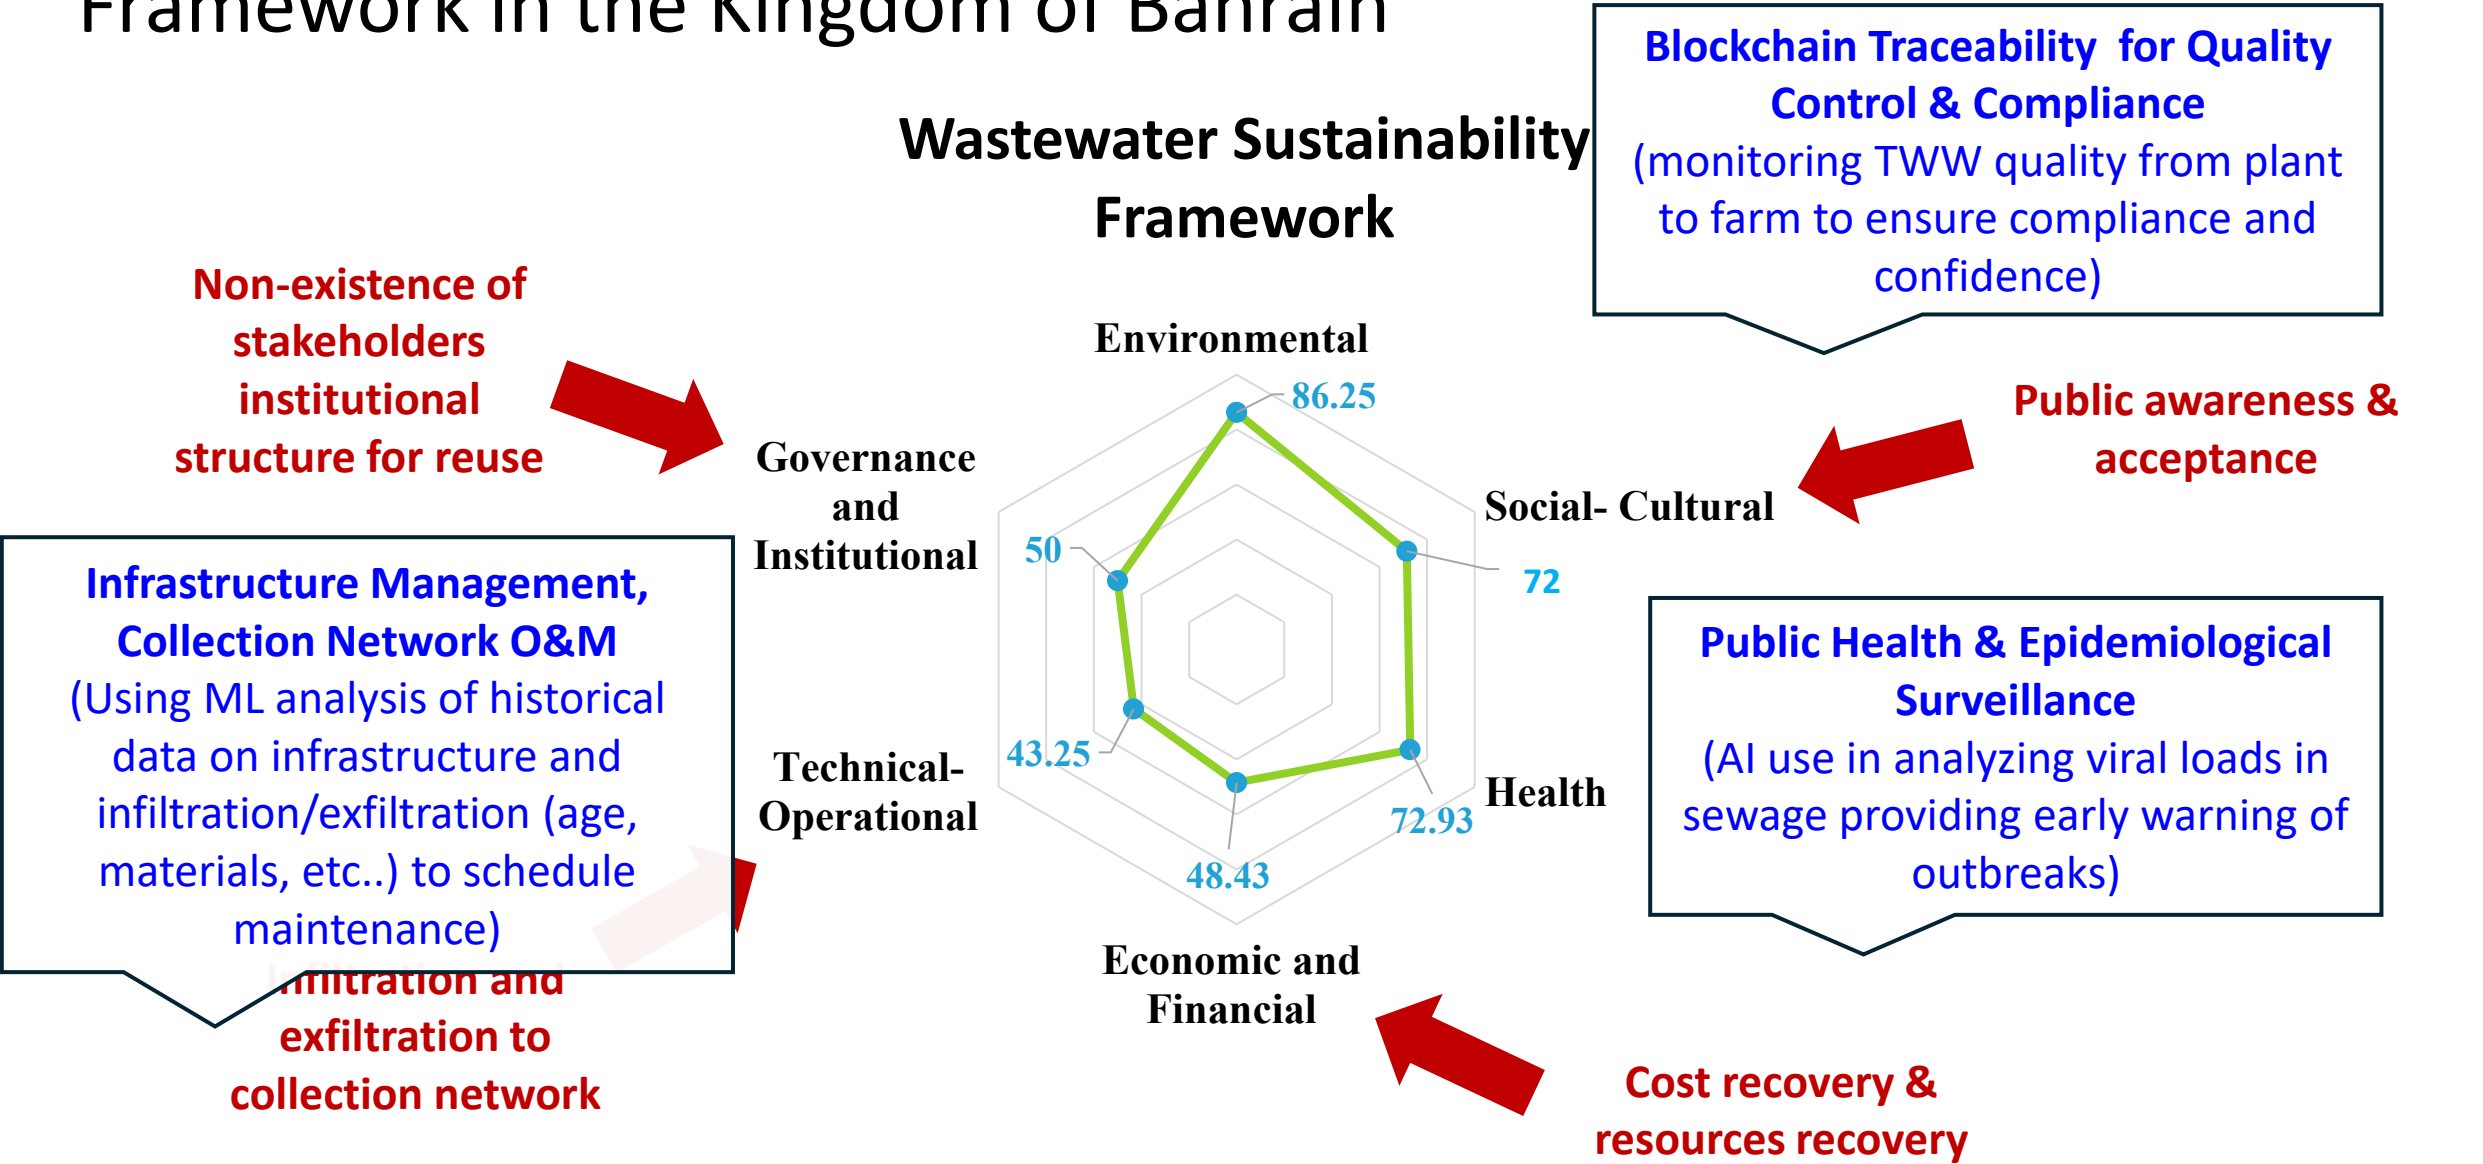 Framework in the Kingdom of Bahrain
Wastewater Sustainability
Framework
Blockchain Traceability for Quality
Control & Compliance
(monitoring TWW quality from plant
to farm to ensure compliance and
confidence)
Non-existence of
stakeholders
institutional
structure for reuse
Environmental
86.25
Public awareness &
acceptance
Governance
and
Institutional
50
Social- Cultural
72
Infrastructure Management,
Collection Network O&M
(Using ML analysis of historical
data on infrastructure and
infiltration/exfiltration (age,
materials, etc..) to schedule
maintenance)
Public Health & Epidemiological
Surveillance
(AI use in analyzing viral loads in
sewage providing early warning of
outbreaks)
Technical-
Operational
43.25
Health
72.93
48.43
Economic and
Financial
Infiltration and
exfiltration to
collection network
Cost recovery &
resources recovery